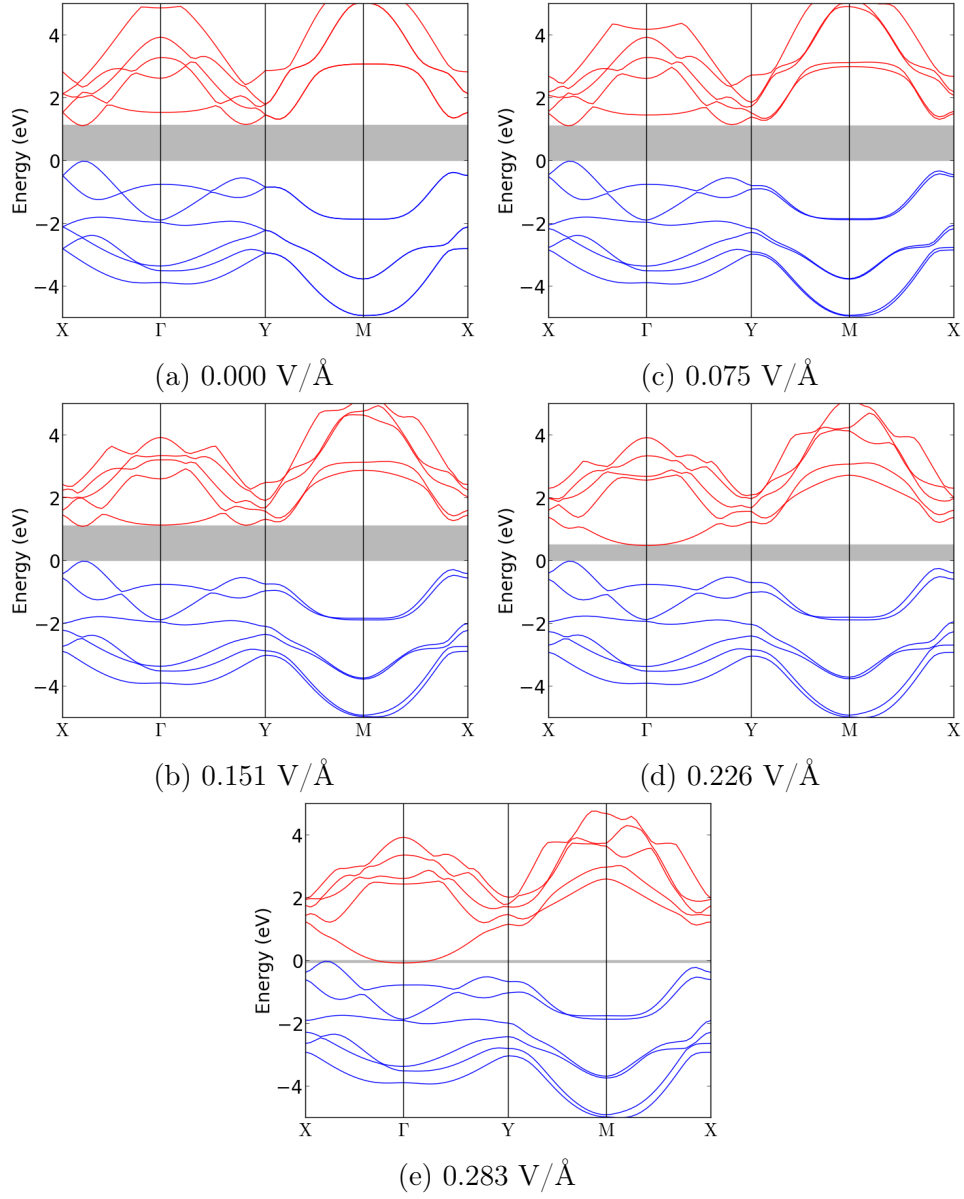 4
2
0
−2
−4
Energy (eV)
X Γ Y M X
(a) 0.000 V/Å
4
2
0
−2
−4
Energy (eV)
X Γ Y M X
(c) 0.075 V/Å
4
2
0
−2
−4
Energy (eV)
X Γ Y M X
(b) 0.151 V/Å
4
2
0
−2
−4
Energy (eV)
X Γ Y M X
(d) 0.226 V/Å
4
2
0
−2
−4
Energy (eV)
X Γ Y M X
(e) 0.283 V/Å